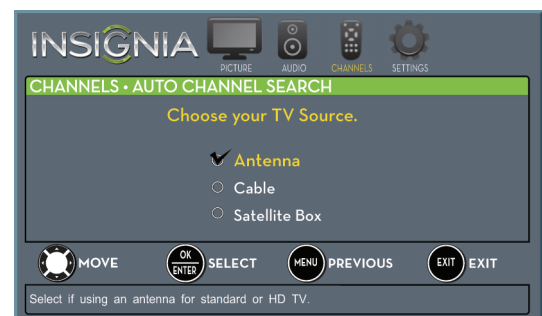 INSIGNIA
PICTURE AUDIO CHANNELS SETTINGS
CHANNELS • AUTO CHANNEL SEARCH
Choose your TV Source.
Antenna
Cable
Satellite Box
MOVE OK ENTER SELECT MENU PREVIOUS EXIT EXIT
Select if using an antenna for standard or HD TV.